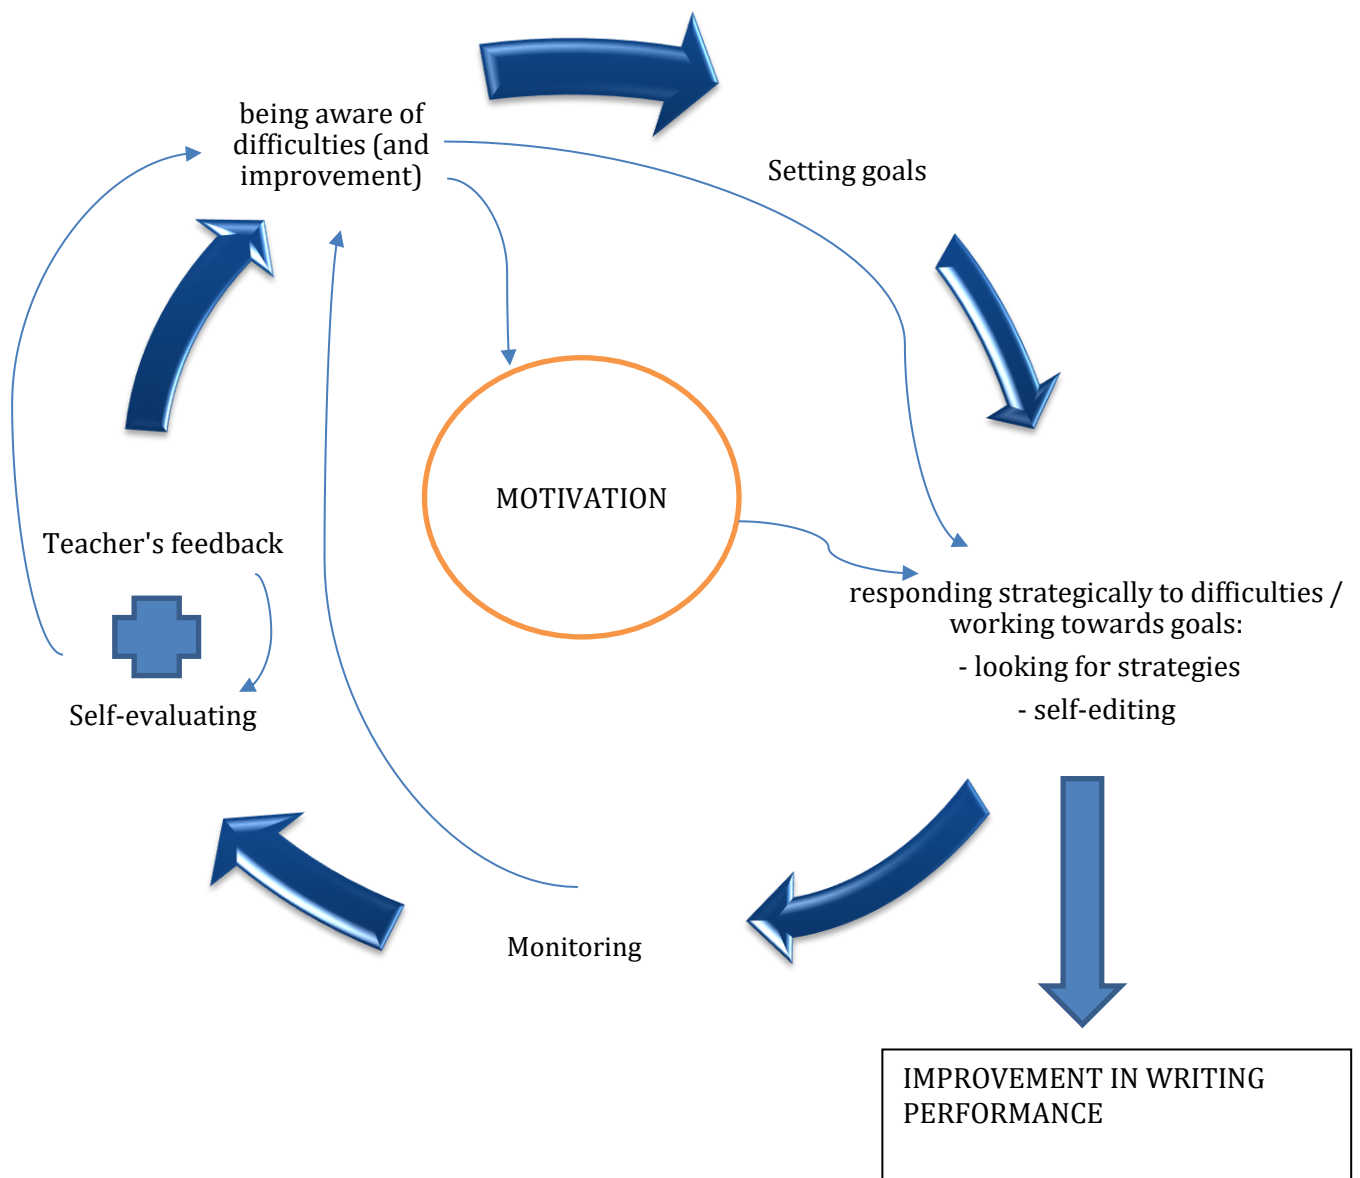 being aware of
difficulties (and
improvement)
Setting goals
MOTIVATION
Teacher's feedback
Self-evaluating
responding strategically to difficulties /
working towards goals:
- looking for strategies
- self-editing
Monitoring
IMPROVEMENT IN WRITING
PERFORMANCE